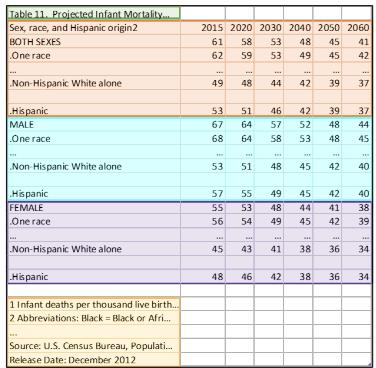 Table 11. Projected Infant Mortality...
Sex, race, and Hispanic origin2 2015 2020 2030 2040 2050 2060
BOTH SEXES 61 58 53 48 45 41
.One race 62 59 53 49 45 42
... ... ... ... ... ... ...
.Non-Hispanic White alone 49 48 44 42 39 37
.Hispanic 53 51 46 42 39 37
MALE 67 64 57 52 48 44
.One race 68 64 58 53 48 45
... ... ... ... ... ... ...
.Non-Hispanic White alone 53 51 48 45 42 40
.Hispanic 57 55 49 45 42 40
FEMALE 55 53 48 44 41 38
.One race 56 54 49 45 42 39
... ... ... ... ... ... ...
.Non-Hispanic White alone 45 43 41 38 36 34
.Hispanic 48 46 42 38 36 34
1 Infant deaths per thousand live birth...
2 Abbreviations: Black = Black or Afri...
...
Source: U.S. Census Bureau, Populati...
Release Date: December 2012